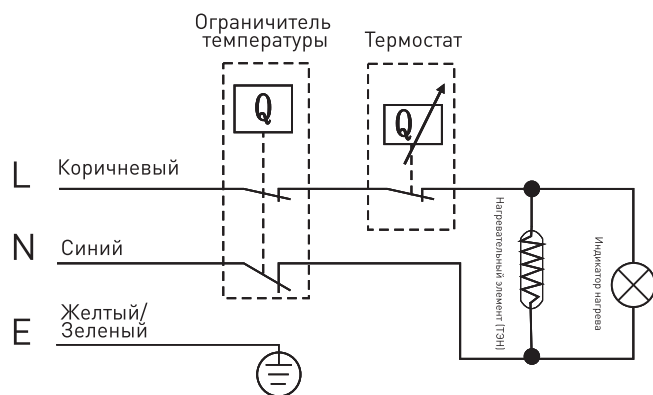 Ограничитель
температуры
Термостат
Q
Q
L
Коричневый
N
Синий
E
Желтый/
Зеленый
Нагревательный элемент (ТЭН)
Индикатор нагрева